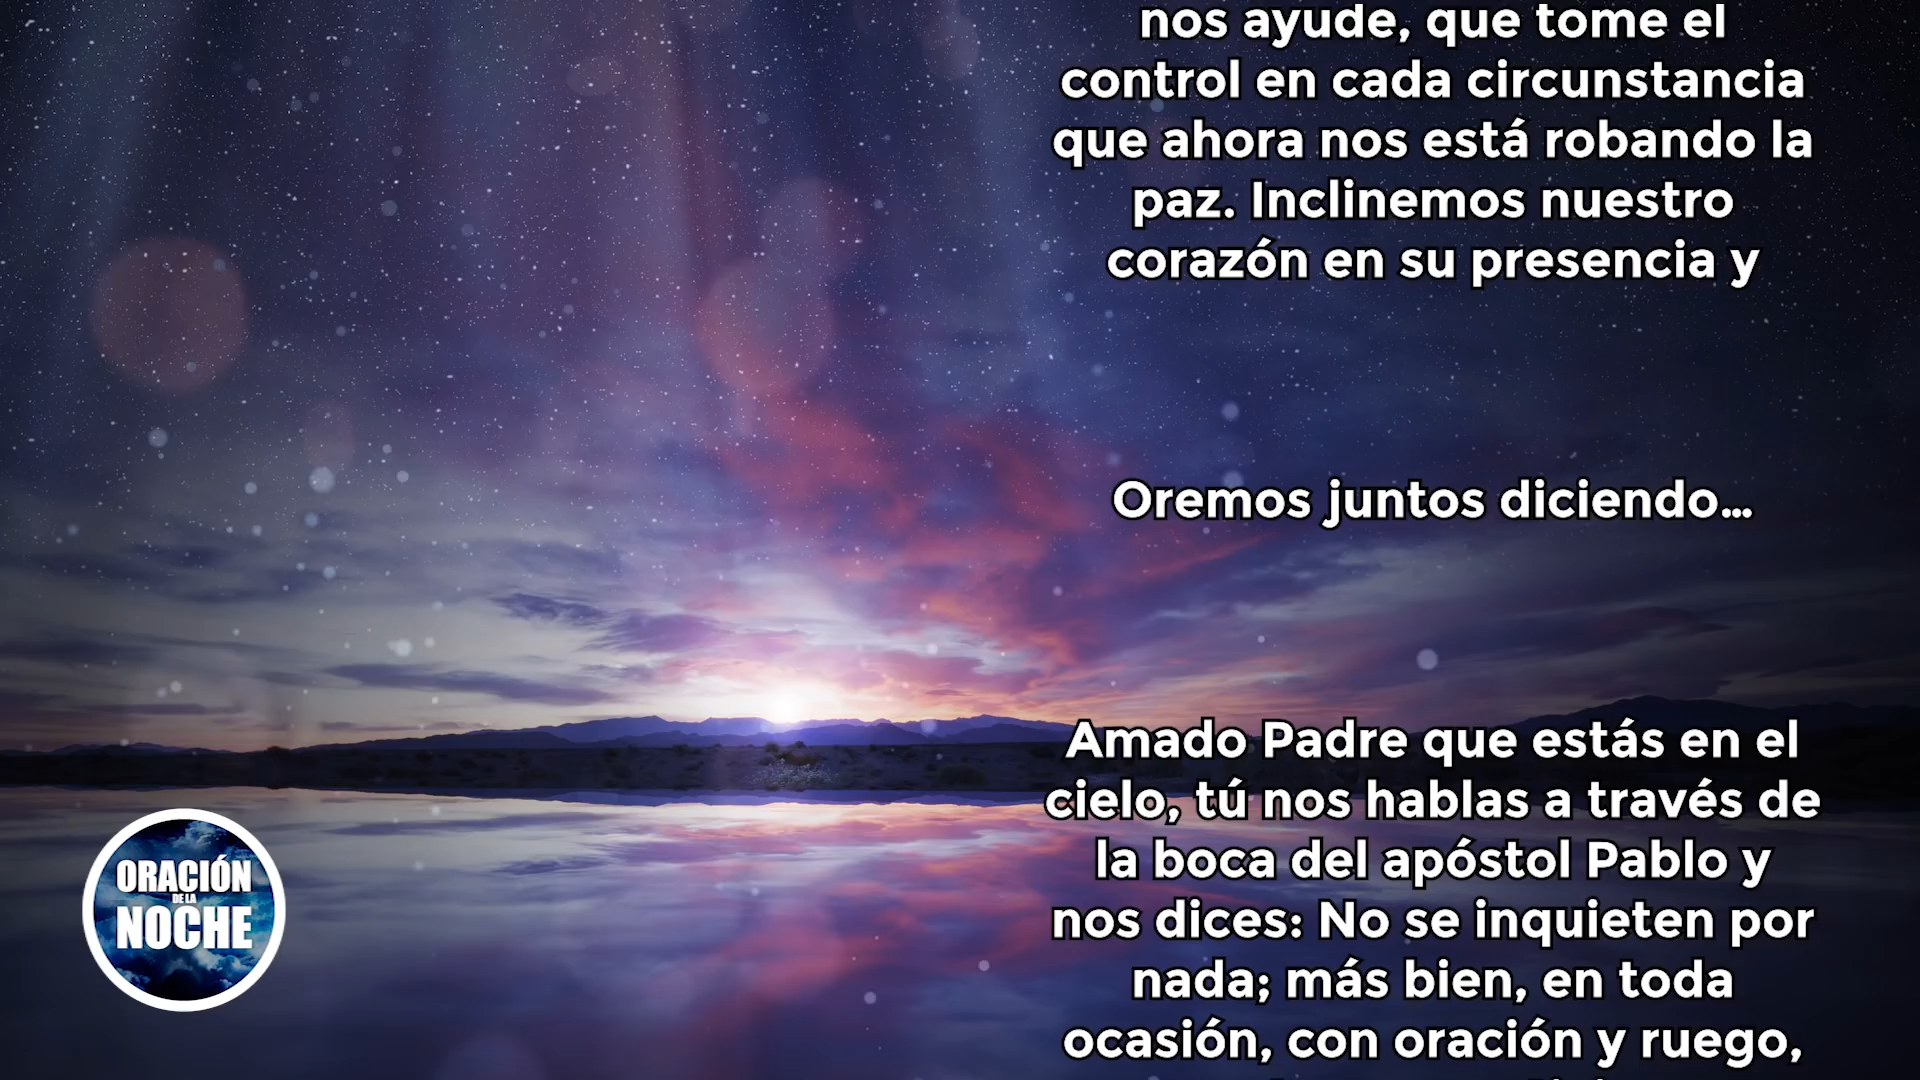 nos ayude, que tome el
control en cada circunstancia
que ahora nos está robando la
paz. Inclinemos nuestro
corazón en su presencia y
Oremos juntos diciendo...
Amado Padre que estás en el
cielo, tú nos hablas a través de
la boca del apóstol Pablo y
nos dices: No se inquieten por
nada; más bien, en toda
ocasión, con oración y ruego,
ORACIÓN
DE LA
NOCHE